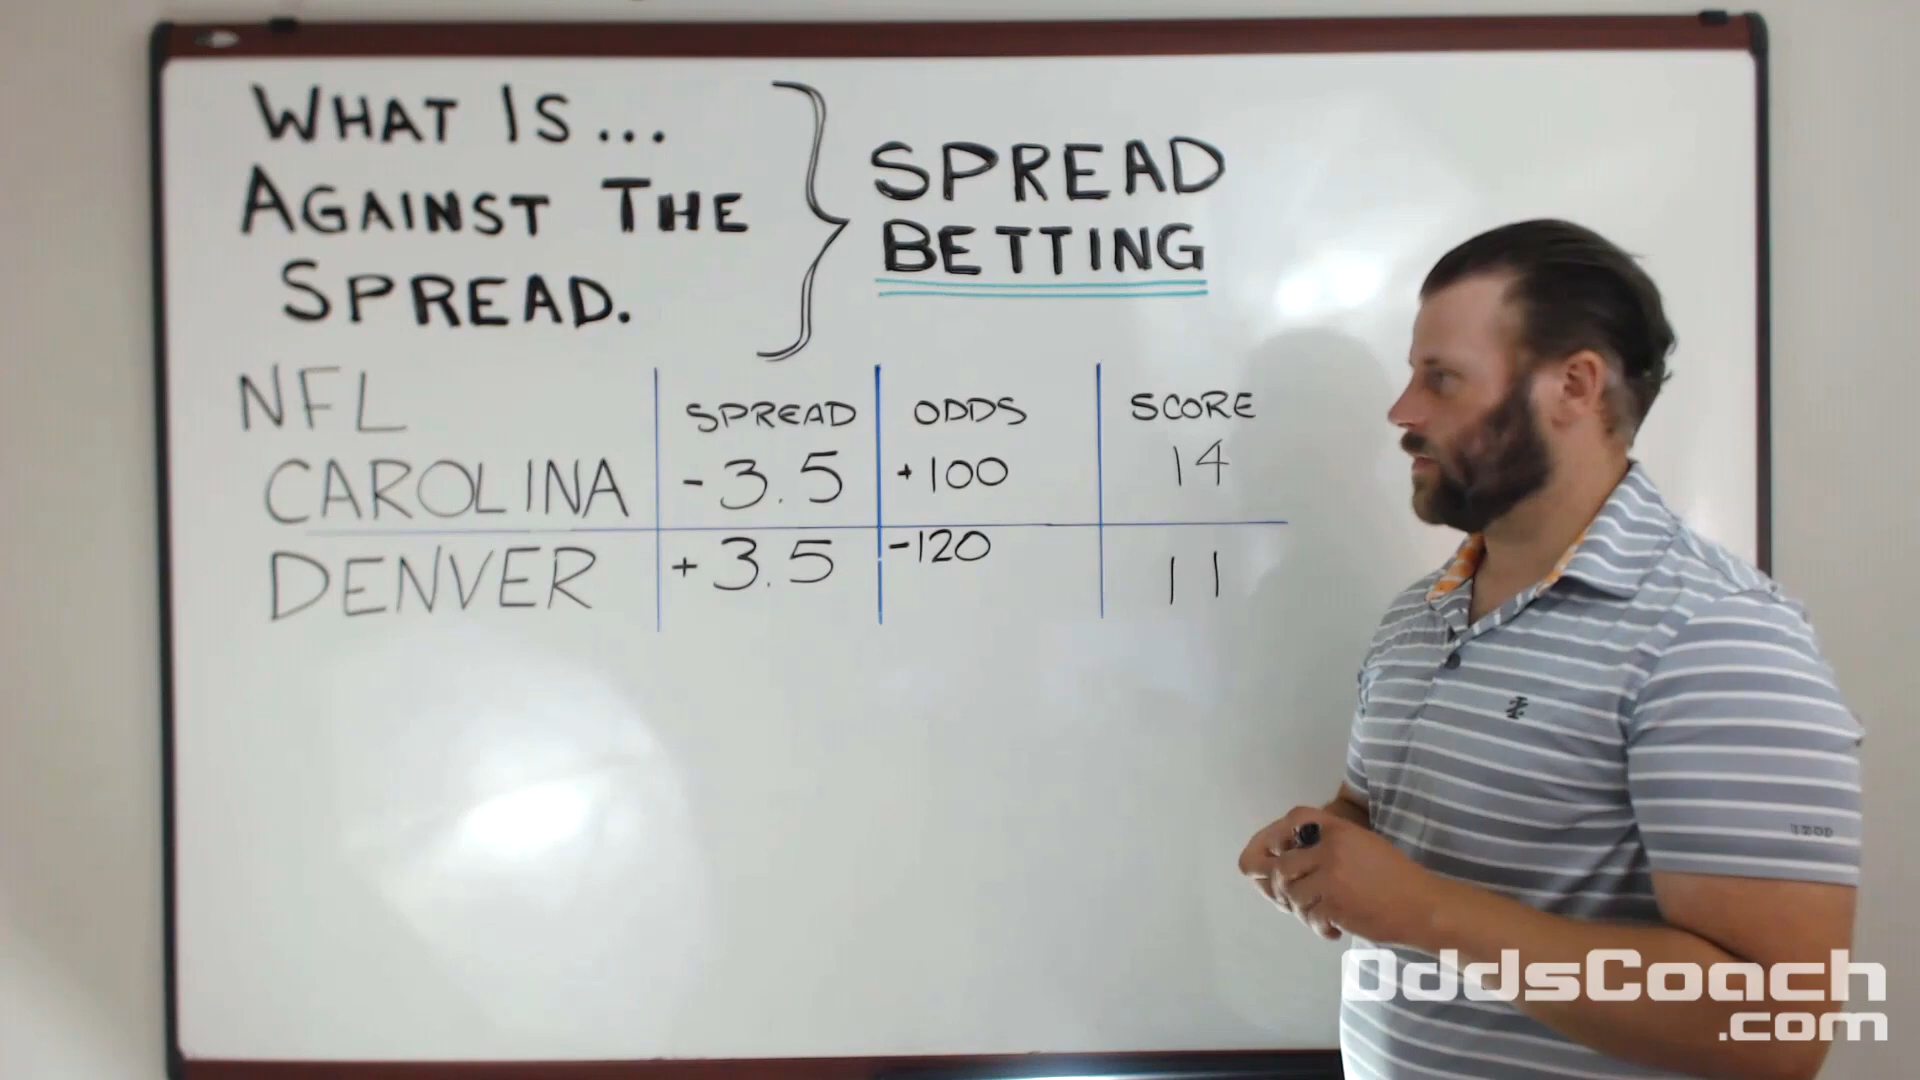 WHAT IS...
AGAINST THE
SPREAD.
SPREAD
BETTING
NFL SPREAD ODDS SCORE
CAROLINA -3.5 +100 14
DENVER +3.5 -120 11
IZOD
OddsCoach
.com